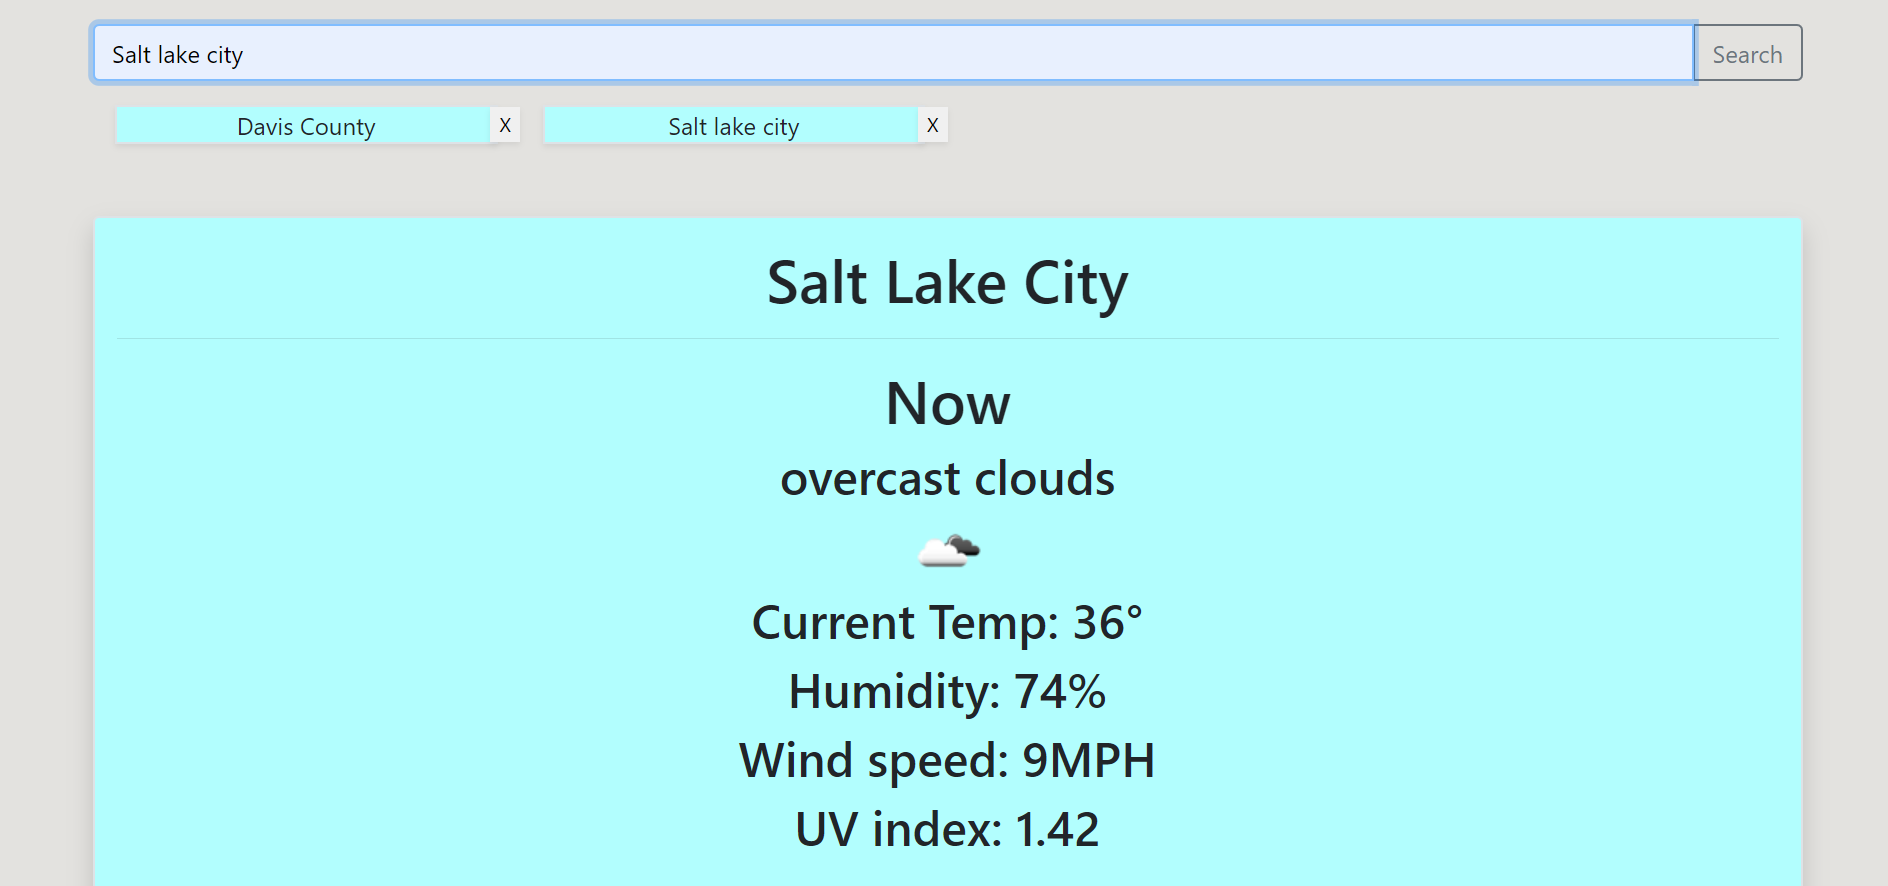 Salt lake city
Search
Davis County X Salt lake city X
Salt Lake City
Now
overcast clouds
Current Temp: 36°
Humidity: 74%
Wind speed: 9MPH
UV index: 1.42